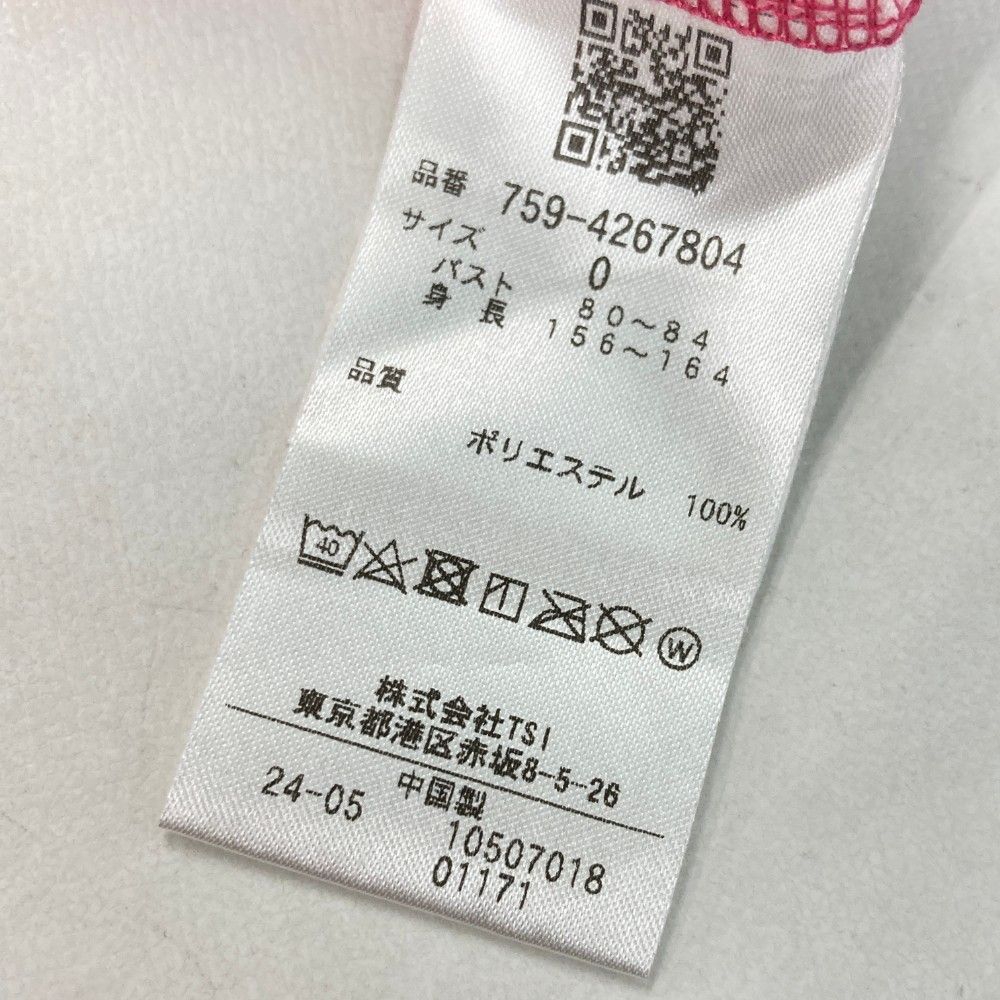 品番 759-4267804
サイズ 0
バスト 80～84
身長 156～164
品質
ポリエステル 100%
40
W
株式会社TSI
東京都港区赤坂8-5-26
中国製
24-05 10507018
01171